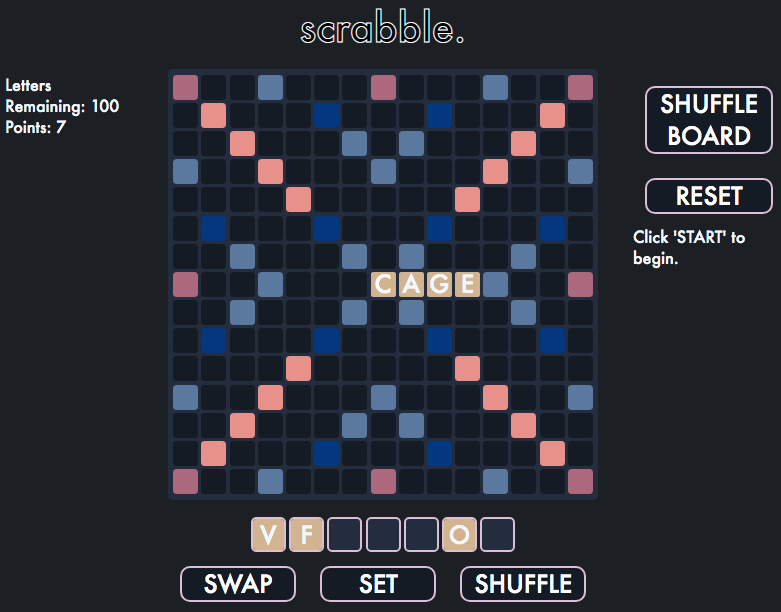 scrabble.
Letters
Remaining: 100
Points: 7
SHUFFLE
BOARD
RESET
Click 'START' to
begin.
CAGE
V F O
SWAP SET SHUFFLE